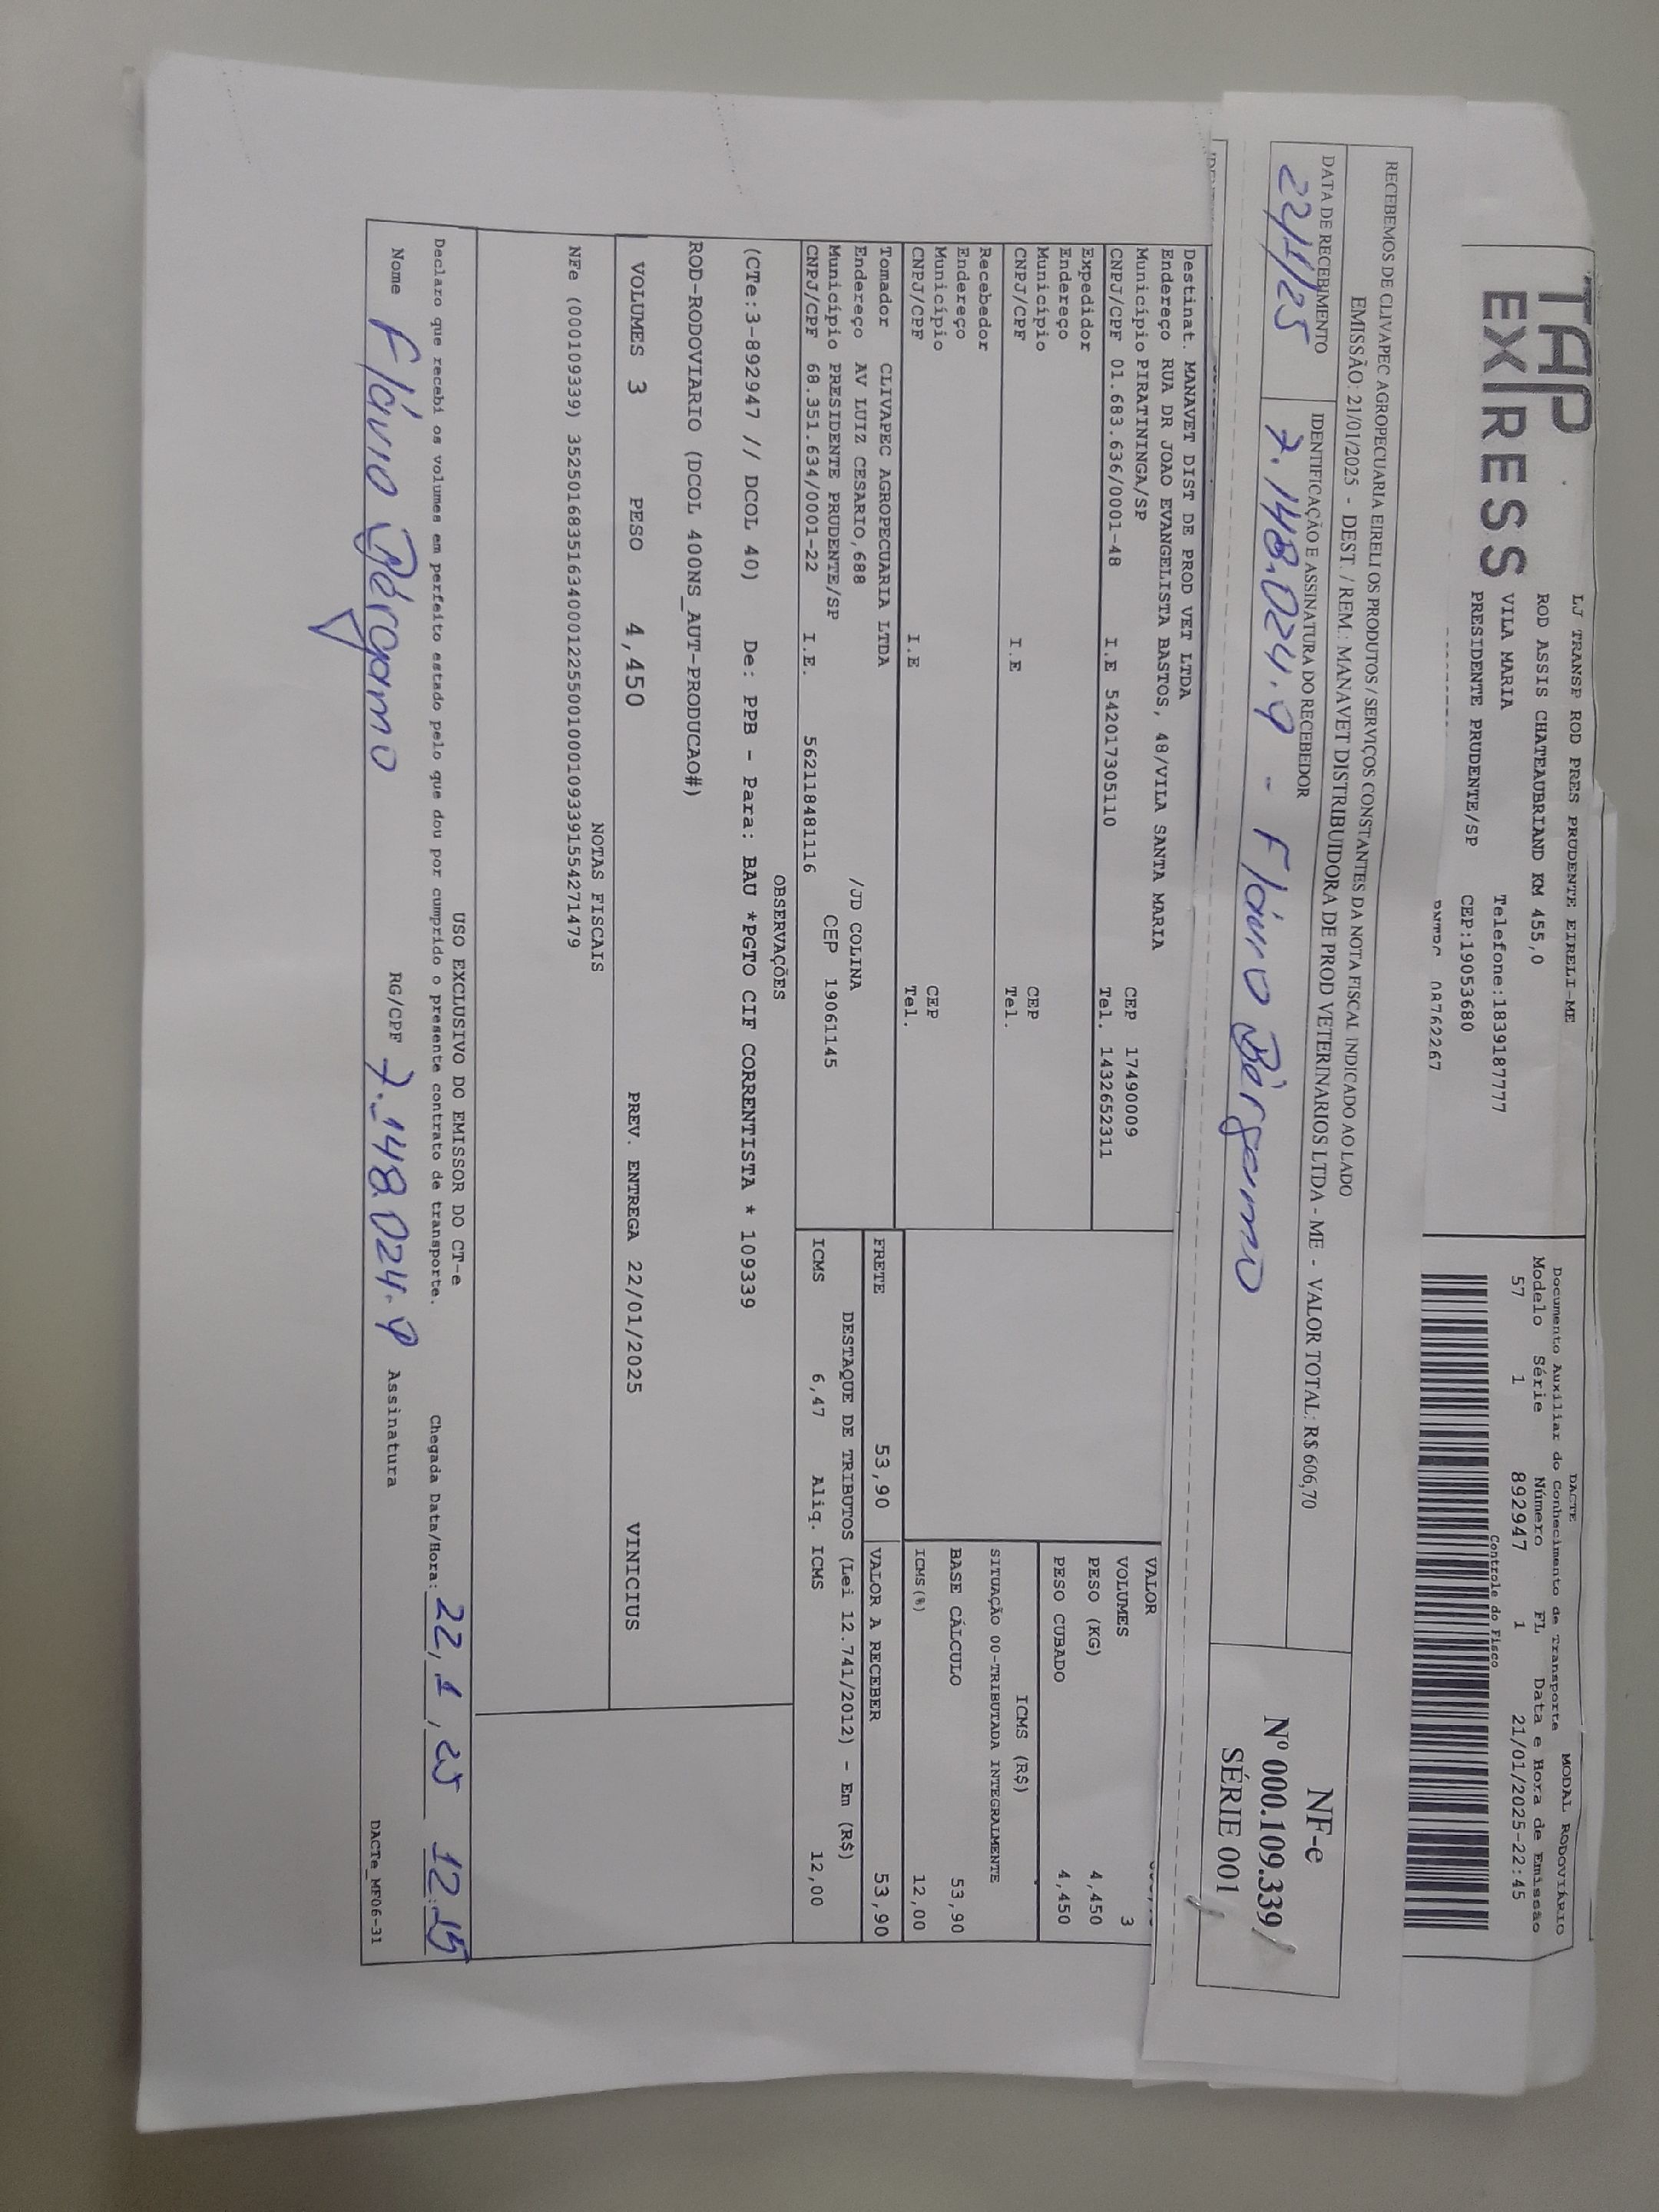 TAP
EXPRESS
LJ TRANSP ROD PRES PRUDENTE EIRELI-ME
ROD ASSIS CHATEAUBRIAND KM 455,0
VILA MARIA Telefone:1839187777
PRESIDENTE PRUDENTE/SP CEP:19053680
08762267
DACTE
Documento Auxiliar do Conhecimento de Transporte
MODAL RODOVIÁRIO
Modelo Série Número FL Data e Hora de Emissão
57 1 892947 1 21/01/2025-22:45
Controle do Fisco
RECEBEMOS DE CLIVAPEC AGROPECUARIA EIRELI OS PRODUTOS / SERVIÇOS CONSTANTES DA NOTA FISCAL INDICADO AO LADO
EMISSÃO: 21/01/2025 - DEST. / REM.: MANAVET DISTRIBUIDORA DE PROD VETERINARIOS LTDA - ME - VALOR TOTAL: R$ 606,70
DATA DE RECEBIMENTO IDENTIFICAÇÃO E ASSINATURA DO RECEBEDOR
22/1/25 7.148.024.9 - Flávio Bérgamo
NF-e
Nº 000.109.339
SÉRIE 001
Destinat. MANAVET DIST DE PROD VET LTDA
Endereço RUA DR JOAO EVANGELISTA BASTOS, 48/VILA SANTA MARIA
Município PIRATININGA/SP CEP 17490009
CNPJ/CPF 01.683.636/0001-48 I.E 542017305110 Tel. 1432652311
Expedidor
Endereço
Município CEP
CNPJ/CPF I.E Tel.
Recebedor
Endereço
Município CEP
CNPJ/CPF I.E Tel.
Tomador CLIVAPEC AGROPECUARIA LTDA
Endereço AV LUIZ CESARIO,688 /JD COLINA
Município PRESIDENTE PRUDENTE/SP CEP 19061145
CNPJ/CPF 68.351.634/0001-22 I.E. 562118481116
VALOR
VOLUMES 3
PESO (KG) 4,450
PESO CUBADO 4,450
ICMS (R$)
SITUAÇÃO 00-TRIBUTADA INTEGRALMENTE
BASE CÁLCULO 53,90
ICMS(%) 12,00
FRETE 53,90 VALOR A RECEBER 53,90
DESTAQUE DE TRIBUTOS (Lei 12.741/2012) - Em (R$)
ICMS 6,47 Aliq. ICMS 12,00
OBSERVAÇÕES
(CTe:3-892947 // DCOL 40) De: PPB - Para: BAU *PGTO CIF CORRENTISTA * 109339
ROD-RODOVIARIO (DCOL 400NS_AUT-PRODUCAO#)
VOLUMES 3 PESO 4,450 PREV. ENTREGA 22/01/2025 VINICIUS
NOTAS FISCAIS
NFe (000109339) 35250168351634000122550010001093391554271479
USO EXCLUSIVO DO EMISSOR DO CT-e
Declaro que recebi os volumes em perfeito estado pelo que dou por cumprido o presente contrato de transporte. Chegada Data/Hora: 22/1/25 12:15
Nome Flávio Bérgamo RG/CPF 7.148.024.9 Assinatura
DACTe_MF06-31